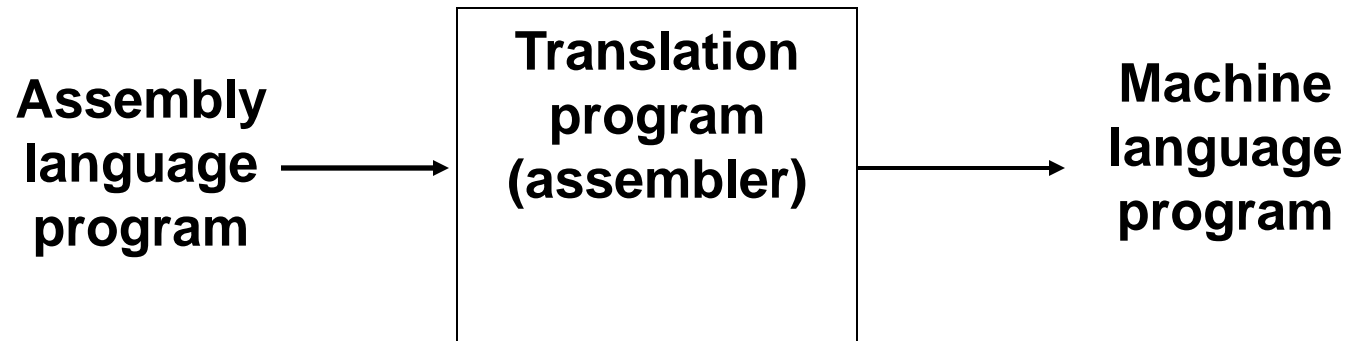 Assembly
language
program
Translation
program
(assembler)
Machine
language
program